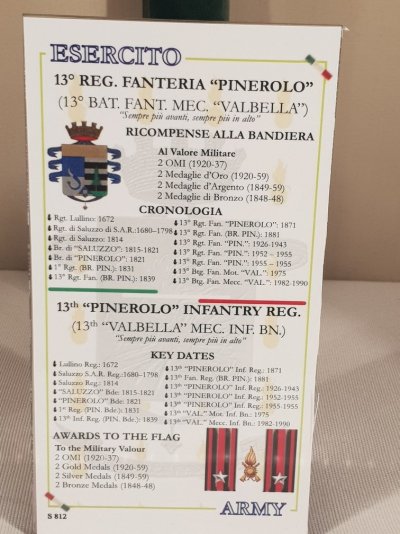 ESERCITO
13° REG. FANTERIA “PINEROLO”
(13° BAT. FANT. MEC. “VALBELLA”)
“Sempre più avanti, sempre più in alto”
RICOMPENSE ALLA BANDIERA
Al Valore Militare
2 OMI (1920-37)
2 Medaglie d’Oro (1920-59)
2 Medaglie d’Argento (1849-59)
2 Medaglie di Bronzo (1848-48)
CRONOLOGIA
Rgt. Lullino: 1672
Rgt. di Saluzzo di S.A.R.:1680–1798
Rgt. di Saluzzo: 1814
Br. di “SALUZZO”: 1815-1821
Br. di “PINEROLO”: 1821
1° Rgt. (BR. PIN.): 1831
13° Rgt. Fan. (BR. PIN.): 1839
13° Rgt. Fan. “PINEROLO”: 1871
13° Rgt. Fan. (BR. PIN.): 1881
13° Rgt. Fan. “PIN.”: 1926-1943
13° Rgt. Fan. “PIN.”: 1952 – 1955
13° Rgt. Fan. “PIN.”: 1955 – 1955
13° Btg. Fan. Mot. “VAL.”: 1975
13° Btg. Fan. Mecc. “VAL.”: 1982-1990
13th “PINEROLO” INFANTRY REG.
(13th “VALBELLA” MEC. INF. BN.)
“Sempre più avanti, sempre più in alto”
KEY DATES
Lullino Reg.: 1672
Saluzzo S.A.R. Reg.:1680–1798
Saluzzo Reg.: 1814
“SALUZZO” Bde: 1815-1821
“PINEROLO” Bde: 1821
1st Reg. (PIN. Bde.): 1831
13th Inf. Reg. (PIN. Bde.): 1839
13th “PINEROLO” Inf. Reg.: 1871
13th Fan. Reg. (BR. PIN.): 1881
13th “PINEROLO” Inf. Reg.: 1926-1943
13th “PINEROLO” Inf. Reg.: 1952-1955
13th “PINEROLO” Inf. Reg.: 1955-1955
13th “VAL.” Mot. Inf. Bn.: 1975
13th “VAL.” Mecc. Inf. Bn.: 1982-1990
AWARDS TO THE FLAG
To the Military Valour
2 OMI (1920-37)
2 Gold Medals (1920-59)
2 Silver Medals (1849-59)
2 Bronze Medals (1848-48)
S 812
ARMY